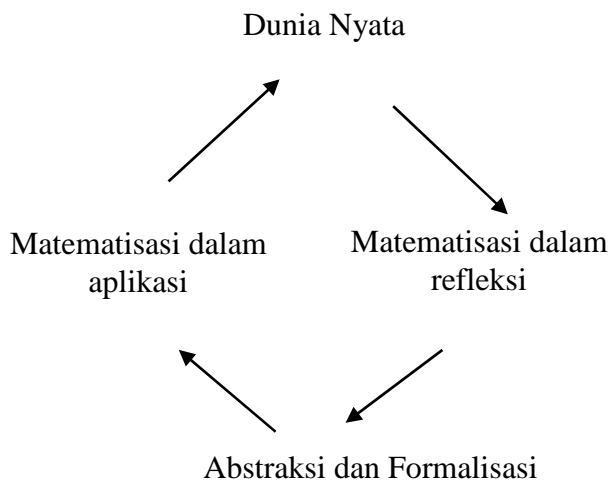 Dunia Nyata
Matematisasi dalam
aplikasi
Matematisasi dalam
refleksi
Abstraksi dan Formalisasi